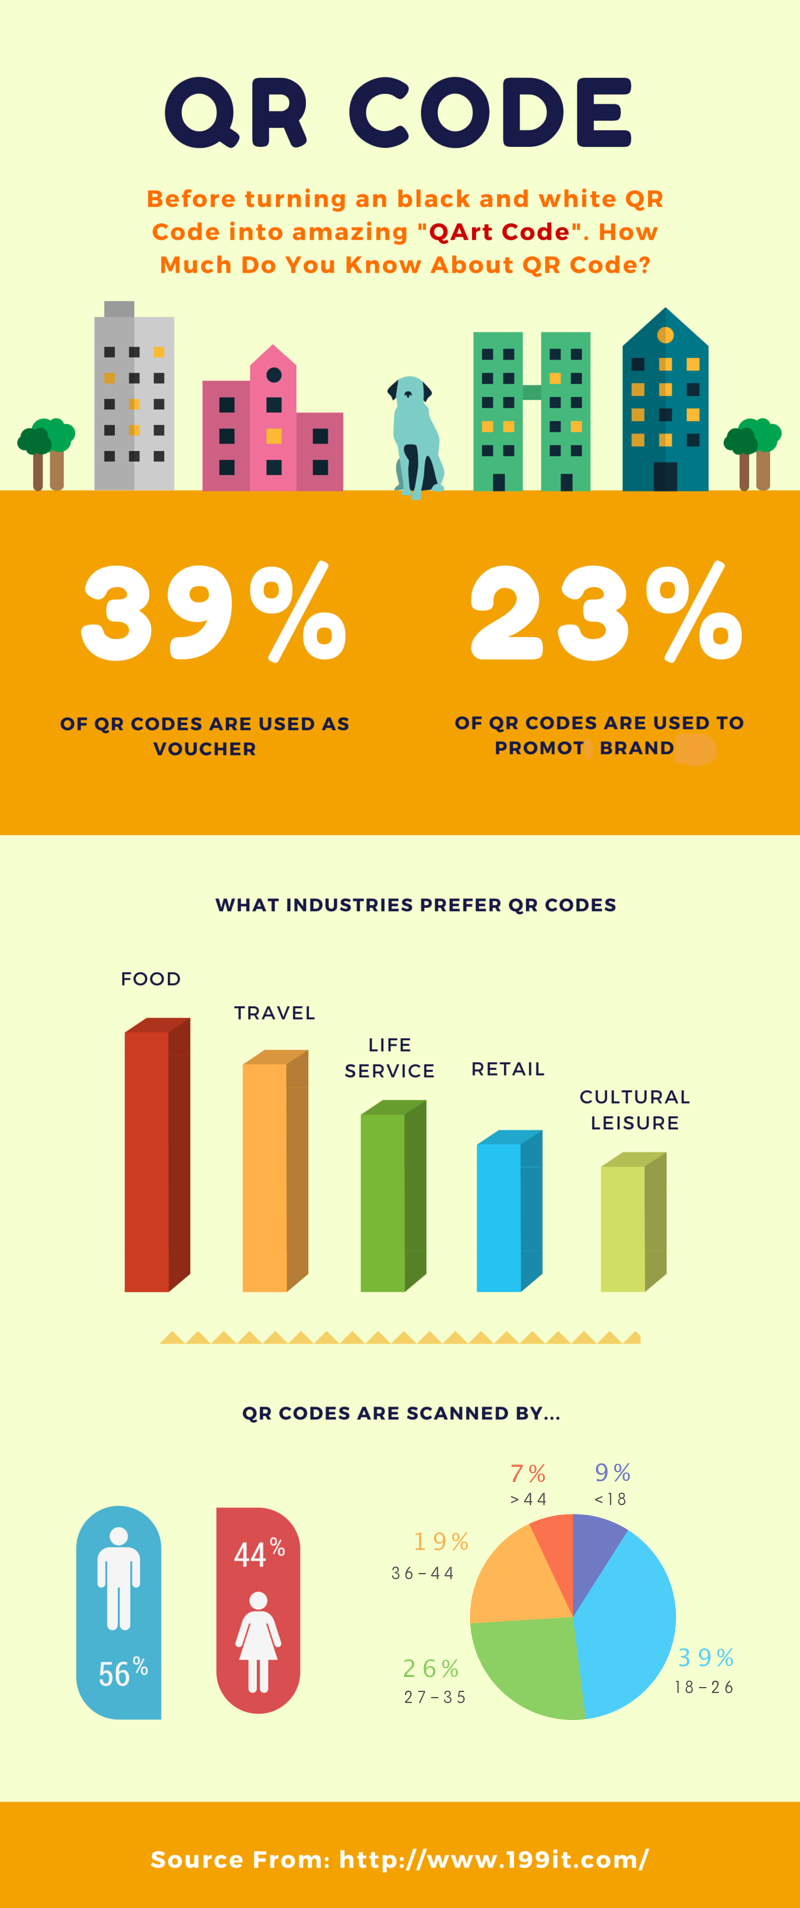 QR CODE
Before turning an black and white QR
Code into amazing "QArt Code". How
Much Do You Know About QR Code?
39%
23%
OF QR CODES ARE USED AS
VOUCHER
OF QR CODES ARE USED TO
PROMOT BRAND
WHAT INDUSTRIES PREFER QR CODES
FOOD
TRAVEL
LIFE
SERVICE
RETAIL
CULTURAL
LEISURE
QR CODES ARE SCANNED BY...
56%
44%
7%
>44
9%
<18
19%
36-44
26%
27-35
39%
18-26
Source From: http://www.199it.com/